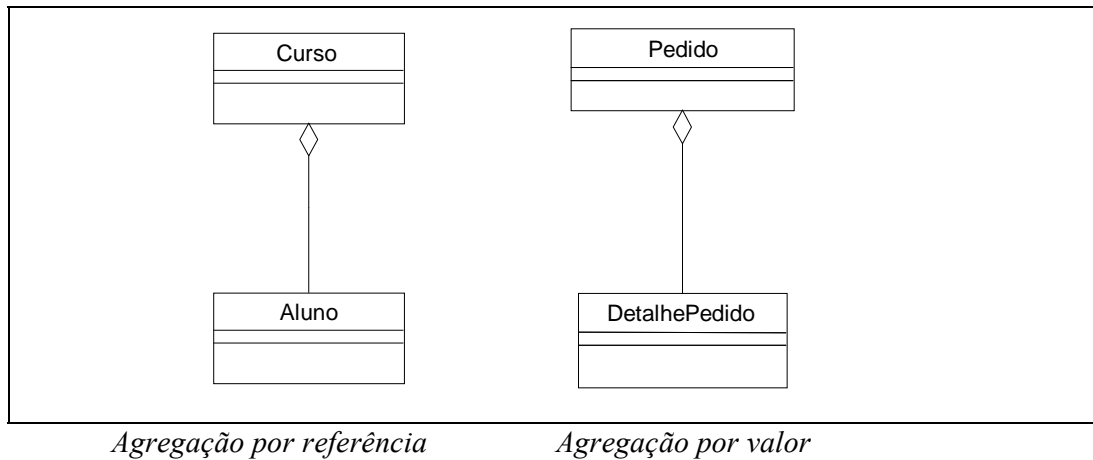 Curso
Pedido
Aluno
DetalhePedido
Agregação por referência
Agregação por valor